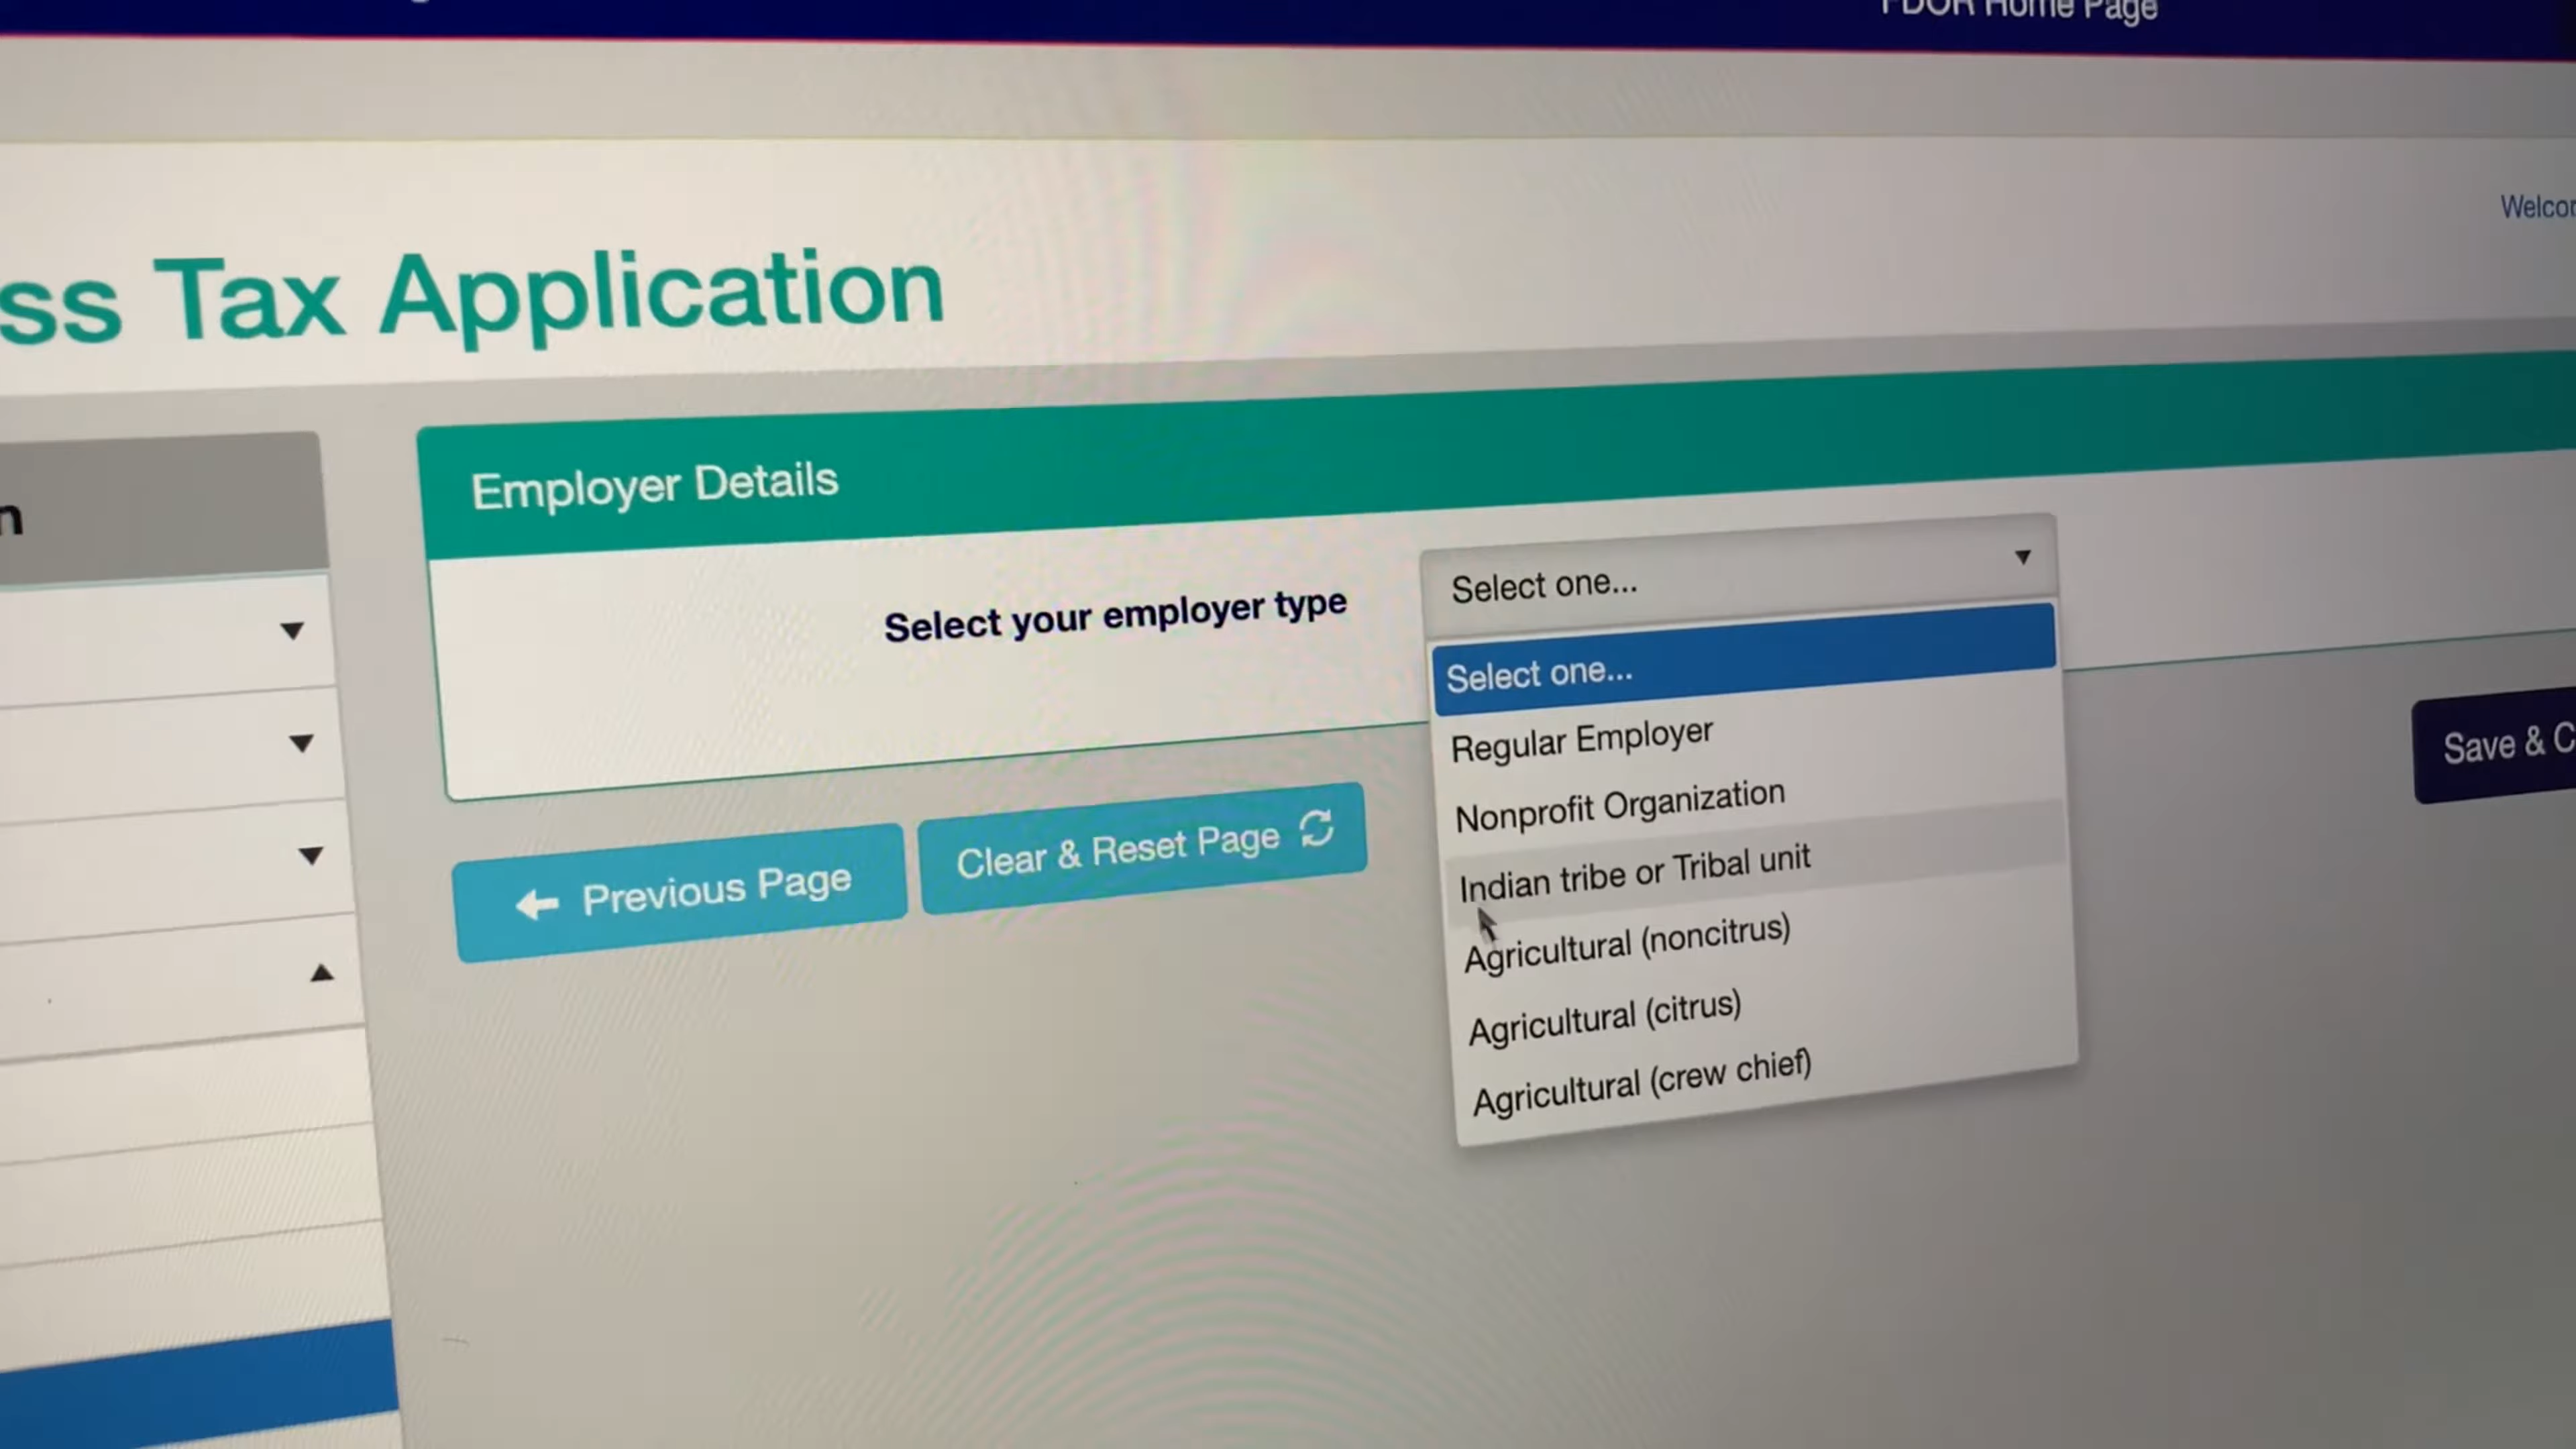 FDOR Home Page
ss Tax Application
Employer Details
n
Select your employer type
Select one...
Select one...
Regular Employer
Nonprofit Organization
Indian tribe or Tribal unit
Agricultural (noncitrus)
Agricultural (citrus)
Agricultural (crew chief)
Previous Page
Clear & Reset Page
Save & C
Welcom